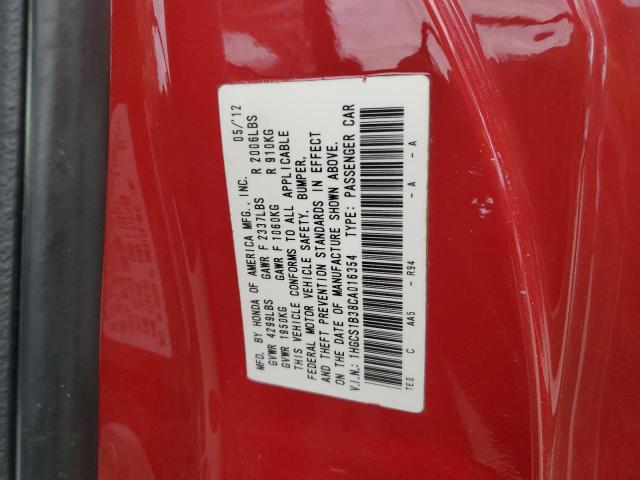 MFD. BY HONDA OF AMERICA MFG., INC. 05/'12
GVWR 4299LBS GAWR F 2337LBS R 2006LBS
GVWR 1950KG GAWR F 1060KG R 910KG
THIS VEHICLE CONFORMS TO ALL APPLICABLE
FEDERAL MOTOR VEHICLE SAFETY, BUMPER,
AND THEFT PREVENTION STANDARDS IN EFFECT
ON THE DATE OF MANUFACTURE SHOWN ABOVE.
V.I.N.: 1HGCS1B38CA016354 TYPE: PASSENGER CAR
TE0 C AA5 - R94 - A - A